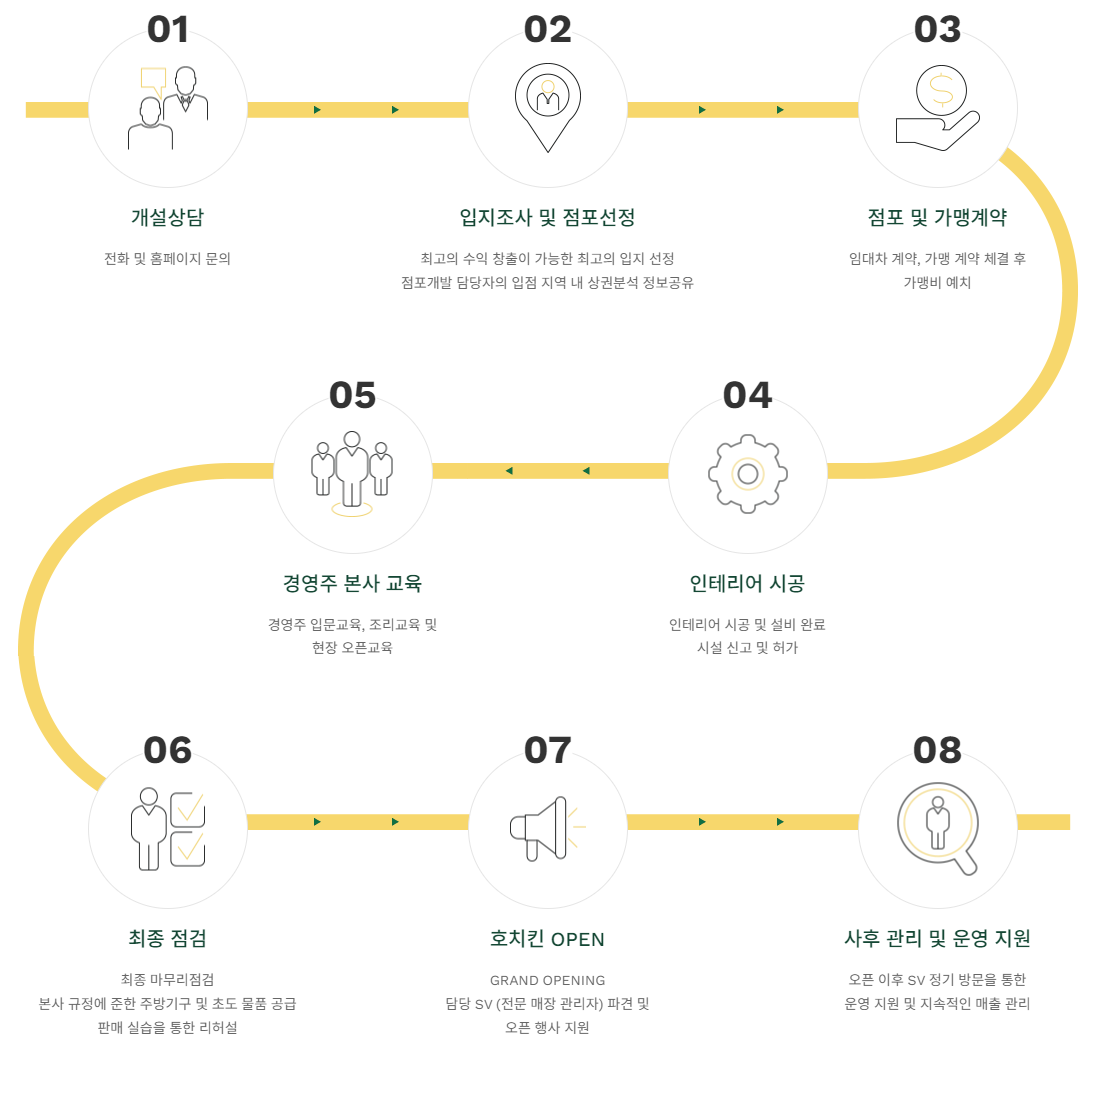 01
개설상담
전화 및 홈페이지 문의
02
입지조사 및 점포선정
최고의 수익 창출이 가능한 최고의 입지 선정
점포개발 담당자의 입점 지역 내 상권분석 정보공유
03
점포 및 가맹계약
임대차 계약, 가맹 계약 체결 후
가맹비 예치
04
인테리어 시공
인테리어 시공 및 설비 완료
시설 신고 및 허가
05
경영주 본사 교육
경영주 입문교육, 조리교육 및
현장 오픈교육
06
최종 점검
최종 마무리점검
본사 규정에 준한 주방기구 및 초도 물품 공급
판매 실습을 통한 리허설
07
호치킨 OPEN
GRAND OPENING
담당 SV (전문 매장 관리자) 파견 및
오픈 행사 지원
08
사후 관리 및 운영 지원
오픈 이후 SV 정기 방문을 통한
운영 지원 및 지속적인 매출 관리